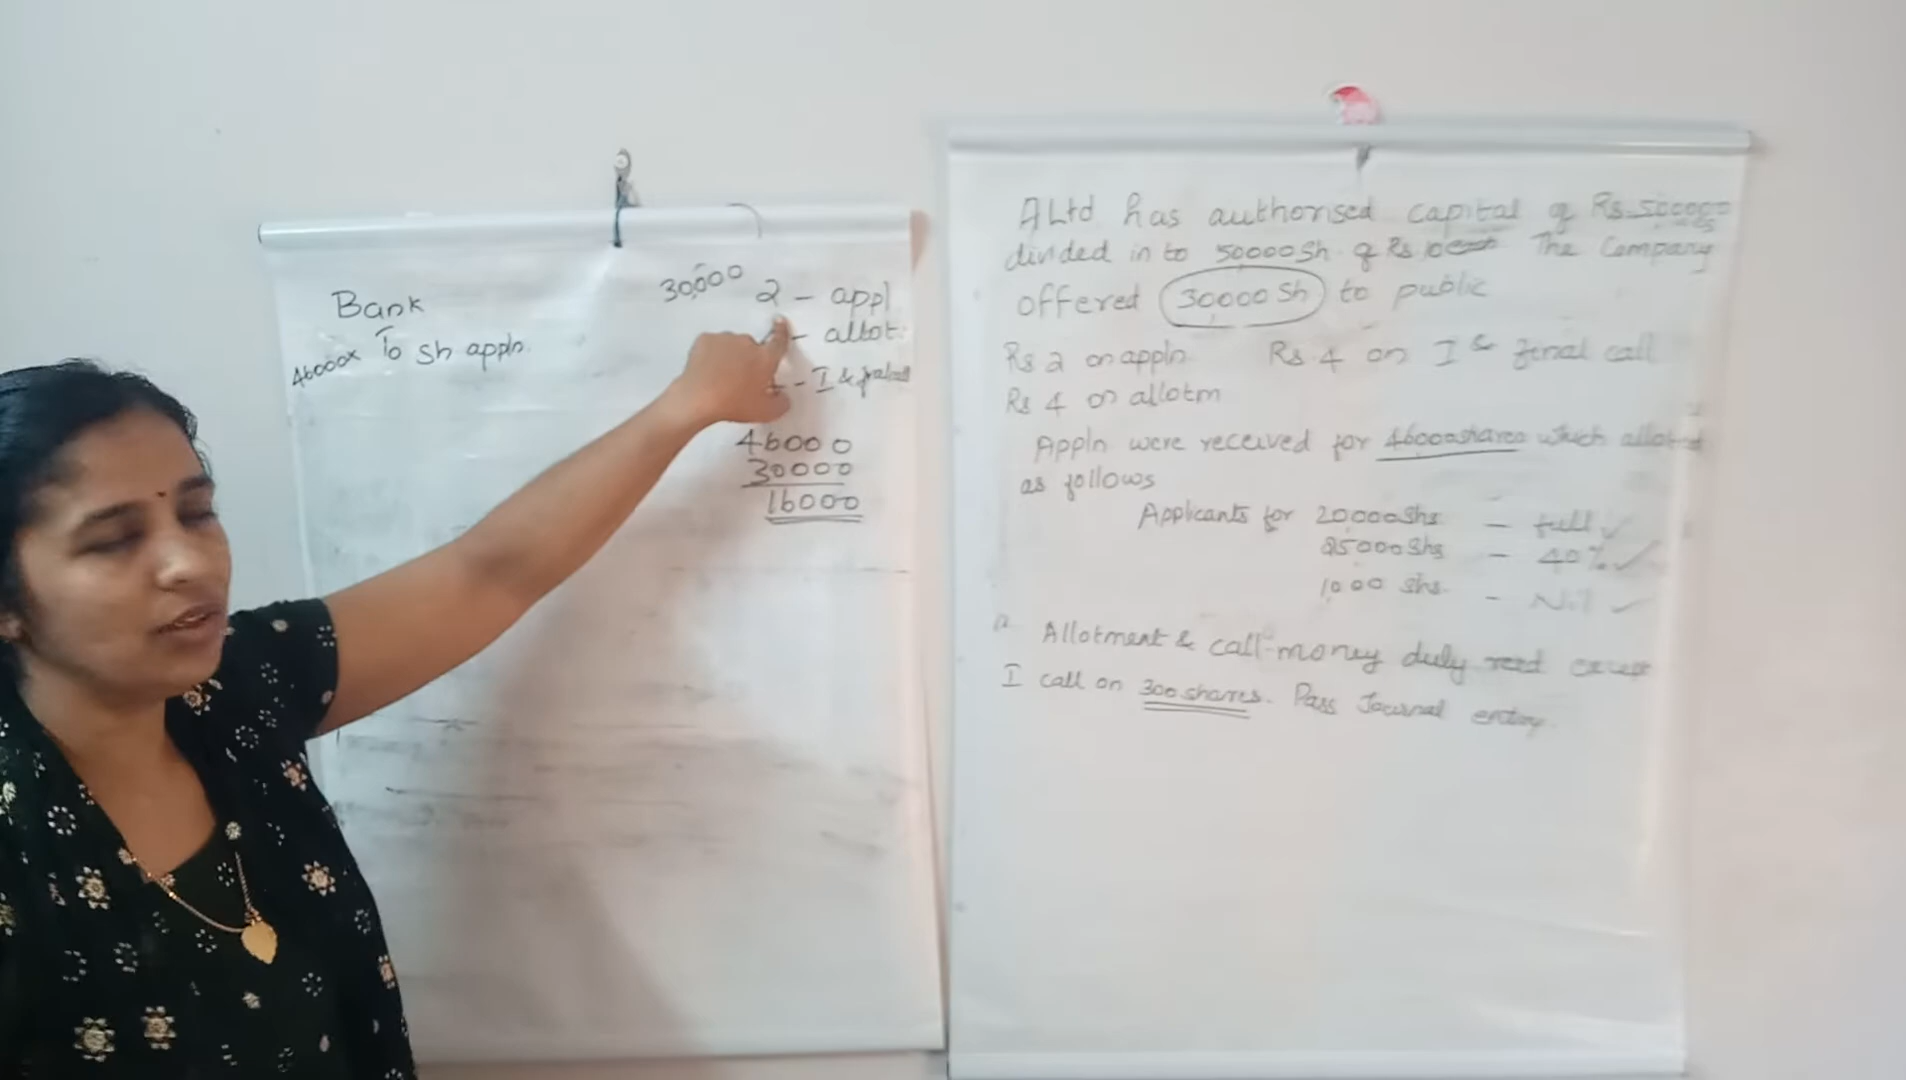 Bank
46000x To sh appln.
30,000 2 - appl
- allot:
- I &
46000
30000
16000
A Ltd has authorised capital of Rs 500000
divided in to 50000 Sh of Rs 10 each The Company
offered 30000 Sh to public
Rs 2 on appln Rs 4 on I & final call
Rs 4 on allotm
Appln were received for 46000 shares which alloted
as follows
Applicants for 20,000 Shs - full ✓
25000 Shs - 40% ✓
1000 Shs. - Nil ✓
Allotment & call-money duly recd except
I call on 300 shares. Pass Journal entry.